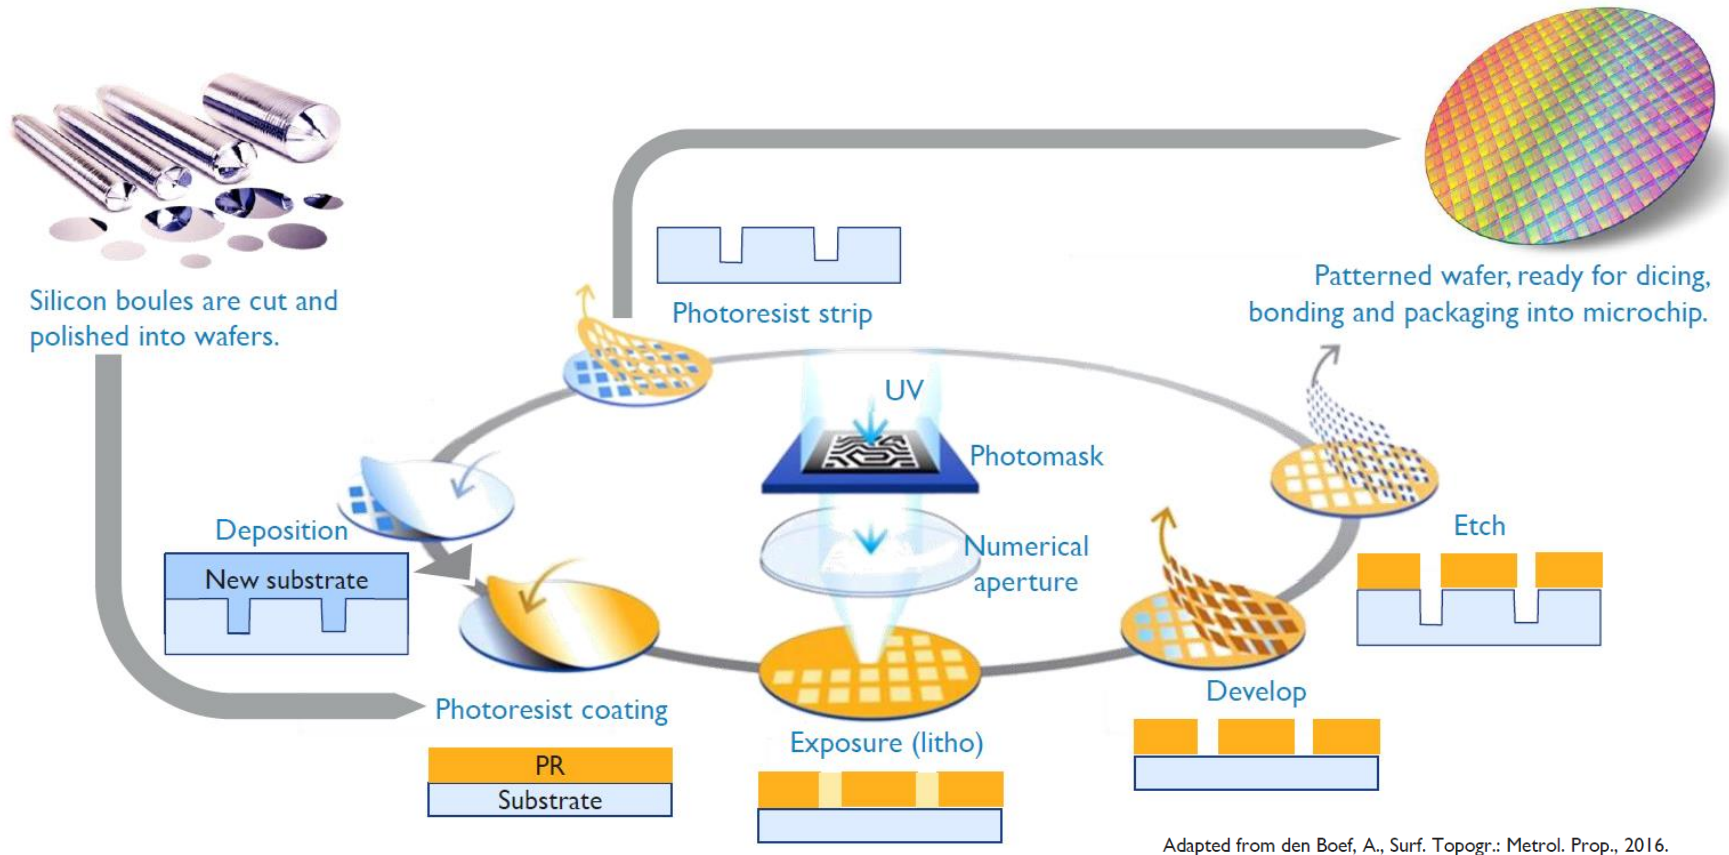 Silicon boules are cut and
polished into wafers.
Photoresist strip
Patterned wafer, ready for dicing,
bonding and packaging into microchip.
UV
Photomask
Numerical
aperture
Deposition
New substrate
Etch
Photoresist coating
PR
Substrate
Exposure (litho)
Develop
Adapted from den Boef, A., Surf. Topogr.: Metrol. Prop., 2016.